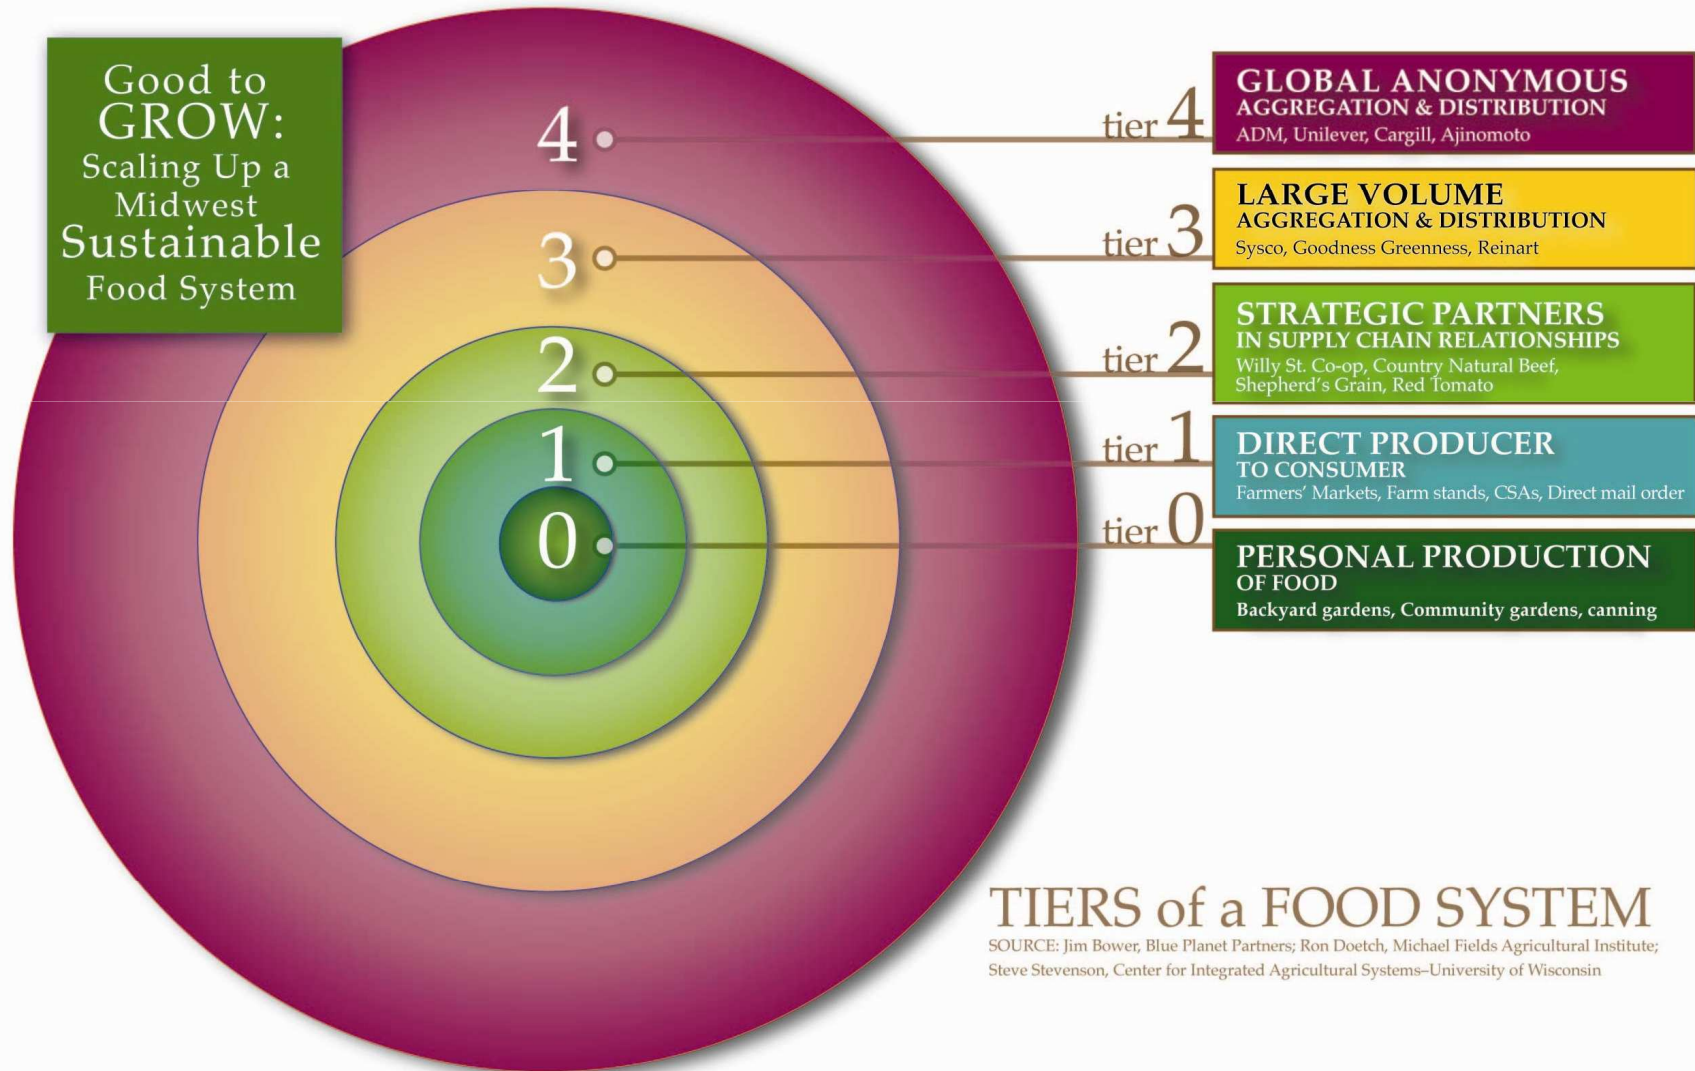 Good to
GROW:
Scaling Up a
Midwest
Sustainable
Food System
4
3
2
1
0
tier 4
GLOBAL ANONYMOUS
AGGREGATION & DISTRIBUTION
ADM, Unilever, Cargill, Ajinomoto
tier 3
LARGE VOLUME
AGGREGATION & DISTRIBUTION
Sysco, Goodness Greenness, Reinart
tier 2
STRATEGIC PARTNERS
IN SUPPLY CHAIN RELATIONSHIPS
Willy St. Co-op, Country Natural Beef,
Shepherd's Grain, Red Tomato
tier 1
DIRECT PRODUCER
TO CONSUMER
Farmers' Markets, Farm stands, CSAs, Direct mail order
tier 0
PERSONAL PRODUCTION
OF FOOD
Backyard gardens, Community gardens, canning
TIERS of a FOOD SYSTEM
SOURCE: Jim Bower, Blue Planet Partners; Ron Doetch, Michael Fields Agricultural Institute;
Steve Stevenson, Center for Integrated Agricultural Systems–University of Wisconsin